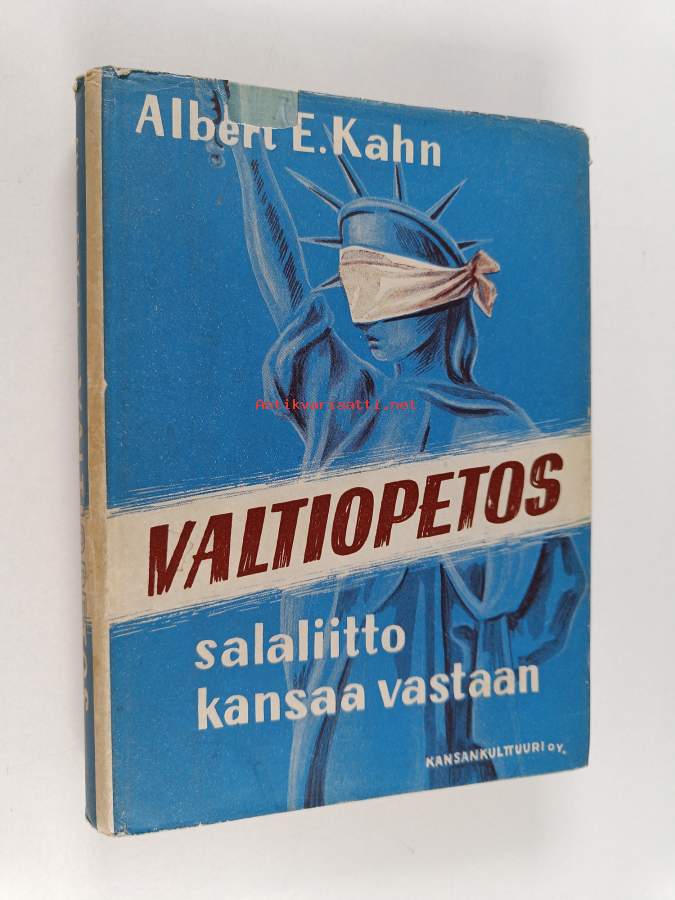 Albert E. Kahn
Antikvariaatti.net
VALTIOPETOS
salaliitto
kansaa vastaan
KANSANKULTTUURI OY.